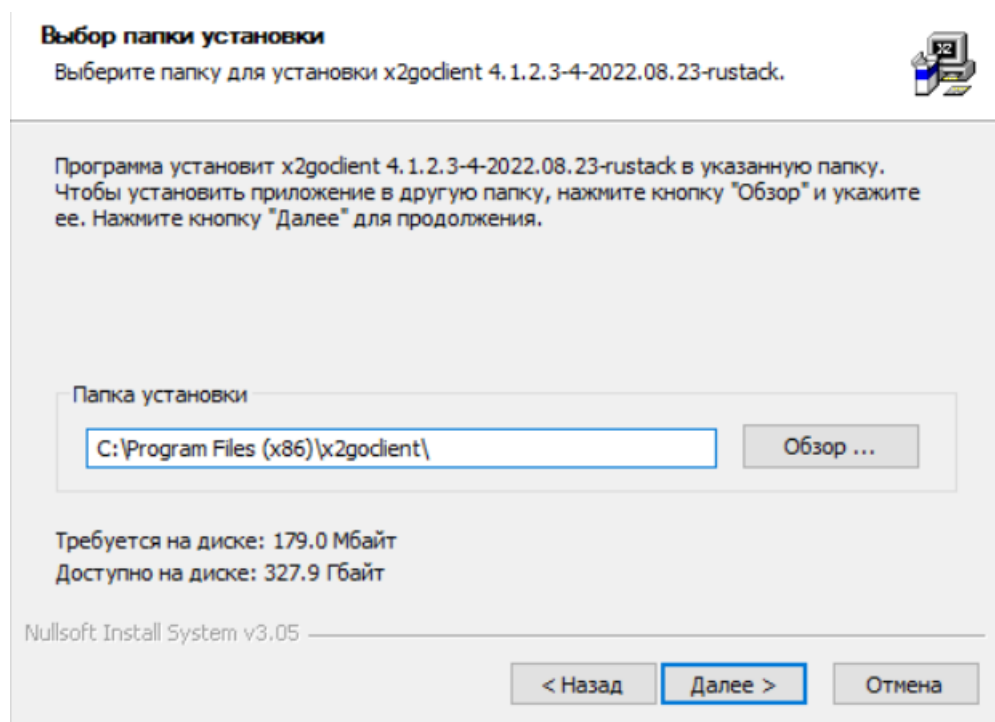 Выбор папки установки
Выберите папку для установки x2goclient 4.1.2.3-4-2022.08.23-rustack.
Программа установит x2goclient 4.1.2.3-4-2022.08.23-rustack в указанную папку.
Чтобы установить приложение в другую папку, нажмите кнопку "Обзор" и укажите
ее. Нажмите кнопку "Далее" для продолжения.
Папка установки
C:\Program Files (x86)\x2goclient\
Обзор ...
Требуется на диске: 179.0 Мбайт
Доступно на диске: 327.9 Гбайт
Nullsoft Install System v3.05
< Назад
Далее >
Отмена